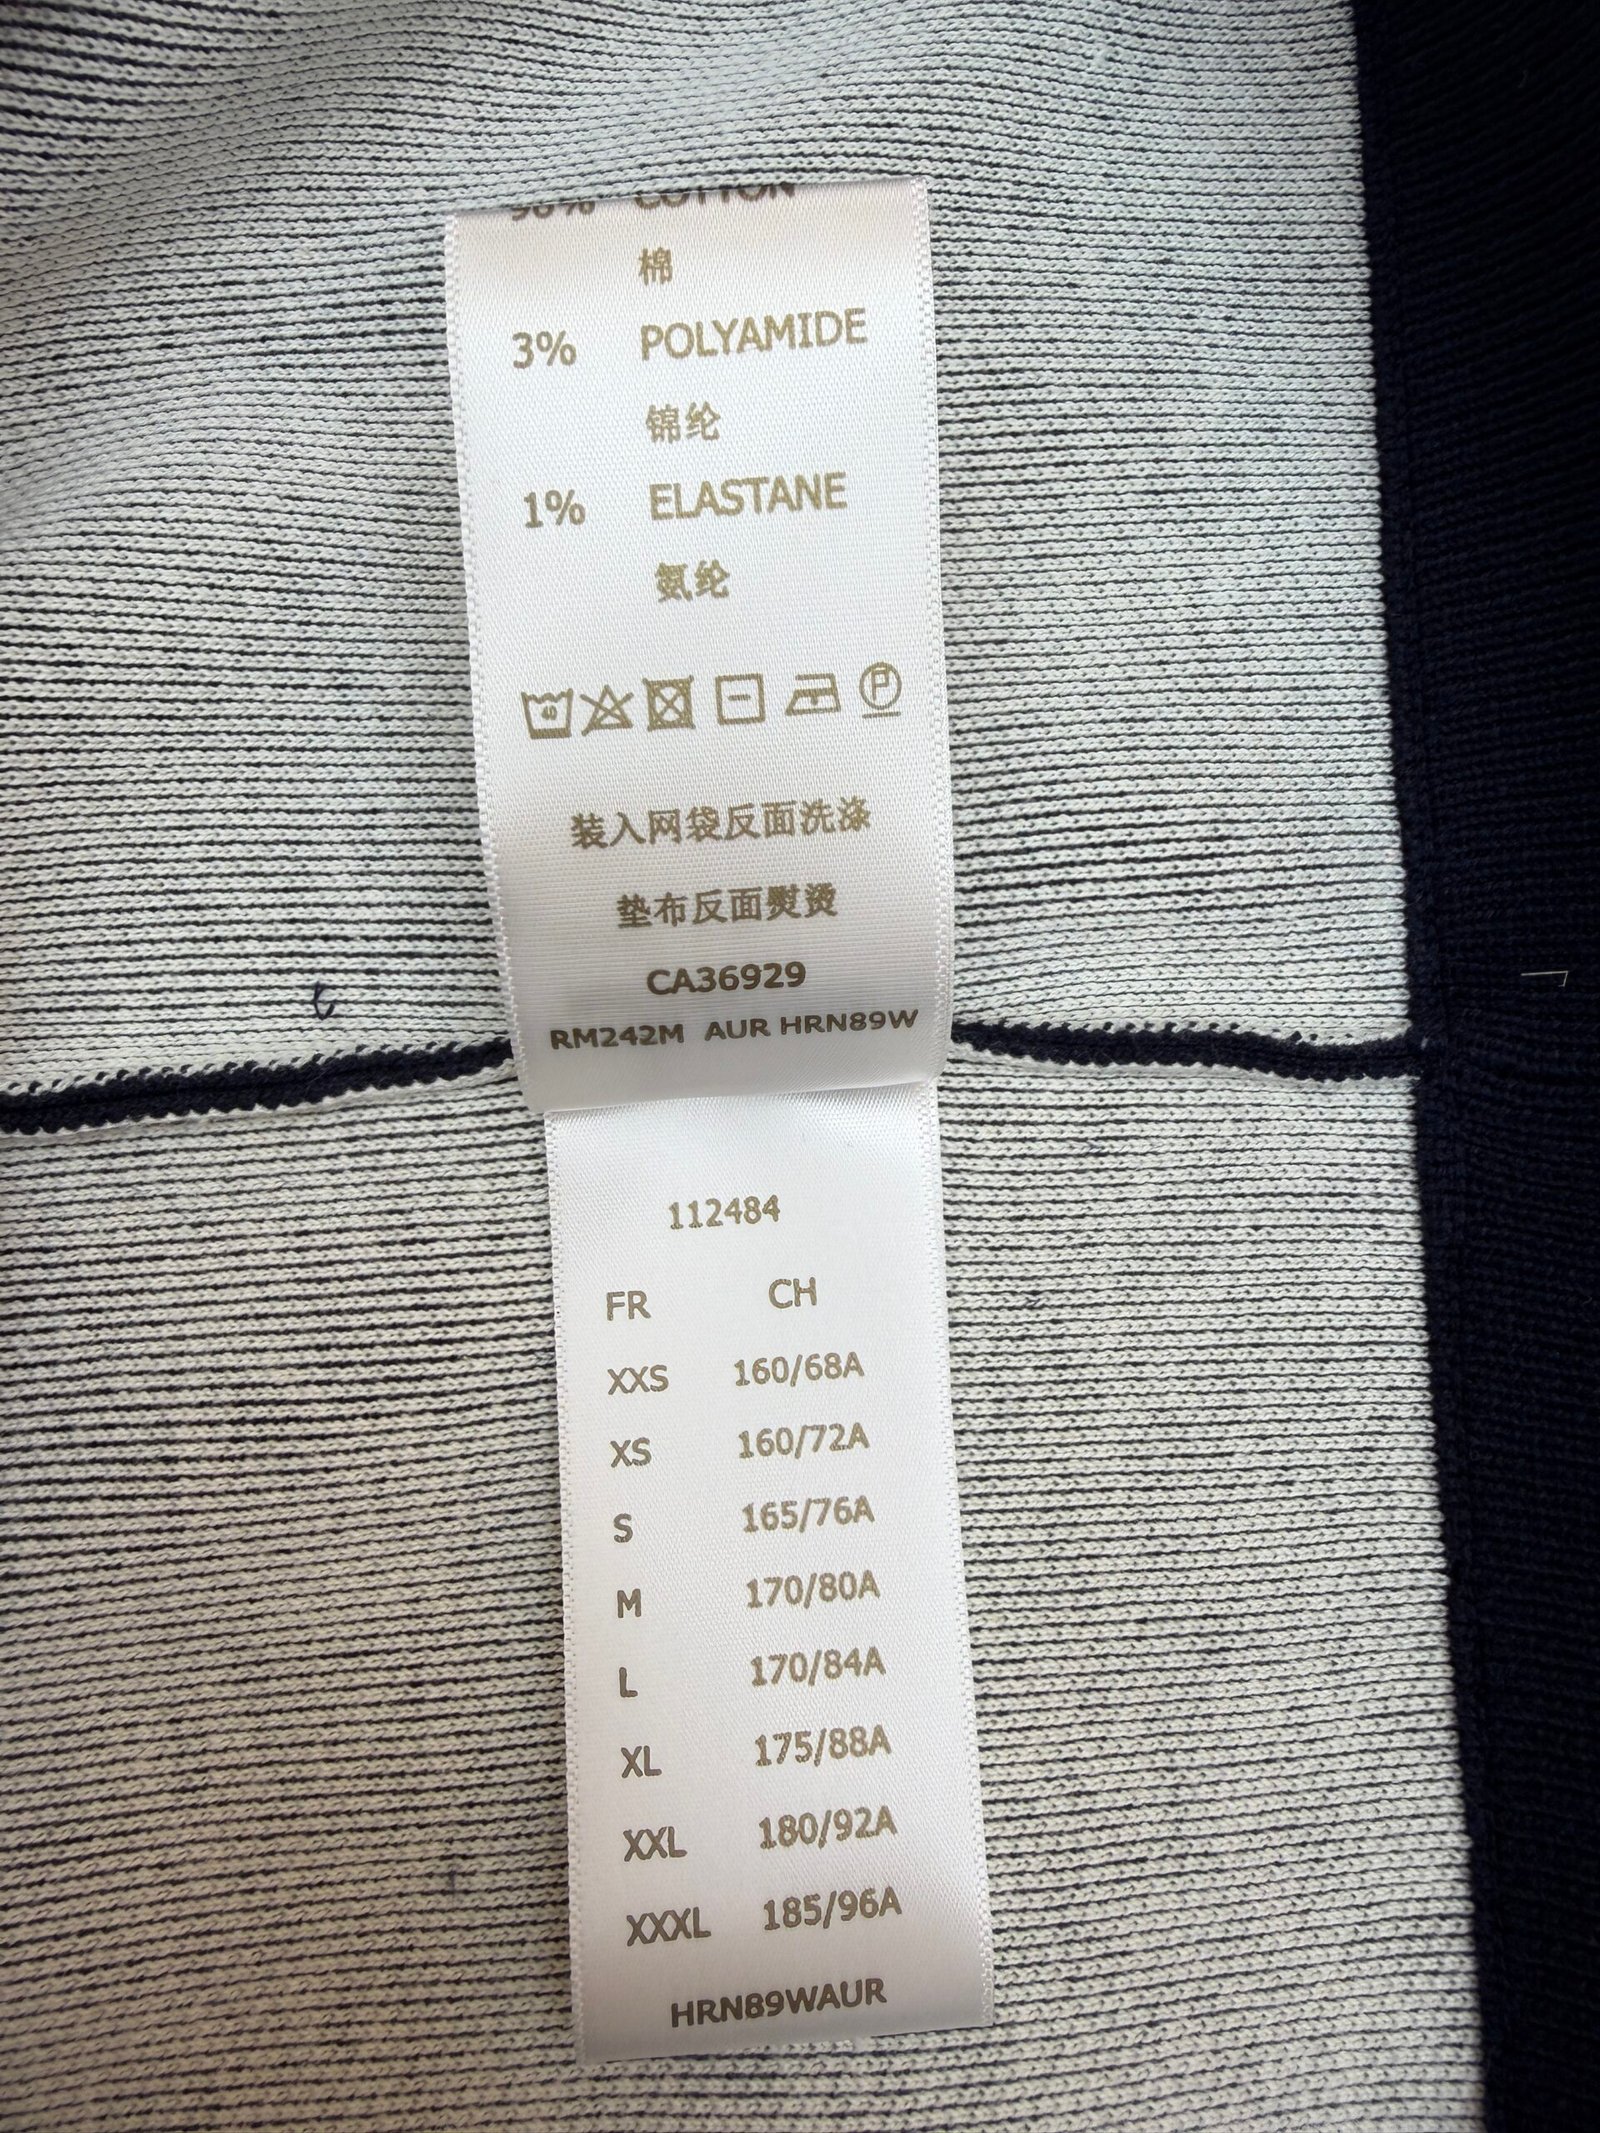 COTTON
棉
3% POLYAMIDE
锦纶
1% ELASTANE
氨纶
40
P
装入网袋反面洗涤
垫布反面熨烫
CA36929
RM242M AUR HRN89W
112484
FR CH
XXS 160/68A
XS 160/72A
S 165/76A
M 170/80A
L 170/84A
XL 175/88A
XXL 180/92A
XXXL 185/96A
HRN89WAUR